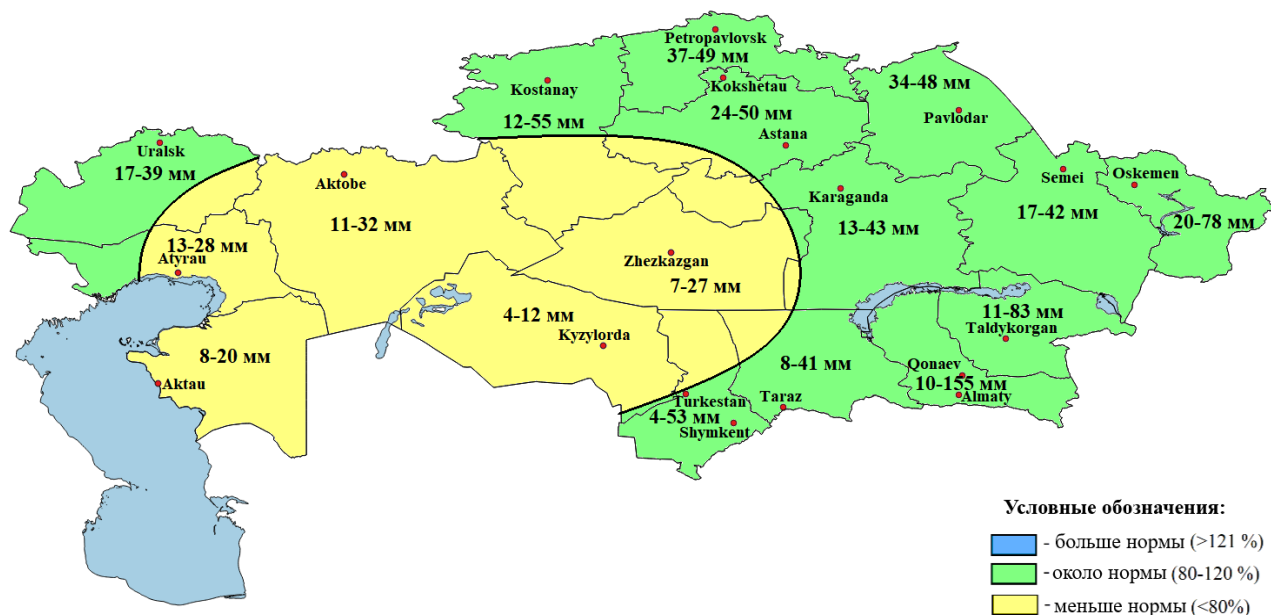 Petropavlovsk
37-49 мм
Kostanay
12-55 мм
Kokshetau
24-50 мм
Astana
34-48 мм
Pavlodar
Uralsk
17-39 мм
Aktobe
11-32 мм
Karaganda
13-43 мм
Semei
17-42 мм
Oskemen
20-78 мм
13-28 мм
Atyrau
Zhezkazgan
7-27 мм
4-12 мм
Kyzylorda
8-20 мм
Aktau
11-83 мм
Taldykorgan
8-41 мм
Taraz
Qonaev
10-155 мм
Almaty
Turkestan
4-53 мм
Shymkent
Условные обозначения:
- больше нормы (>121 %)
- около нормы (80-120 %)
- меньше нормы (<80%)